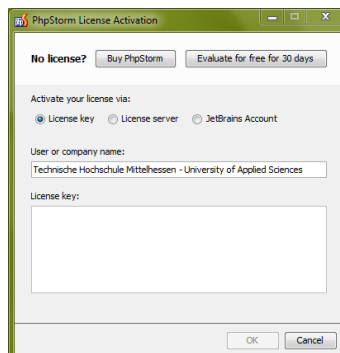 PhpStorm License Activation
No license? Buy PhpStorm Evaluate for free for 30 days
Activate your license via:
License key License server JetBrains Account
User or company name:
Technische Hochschule Mittelhessen - University of Applied Sciences
License key:
OK Cancel